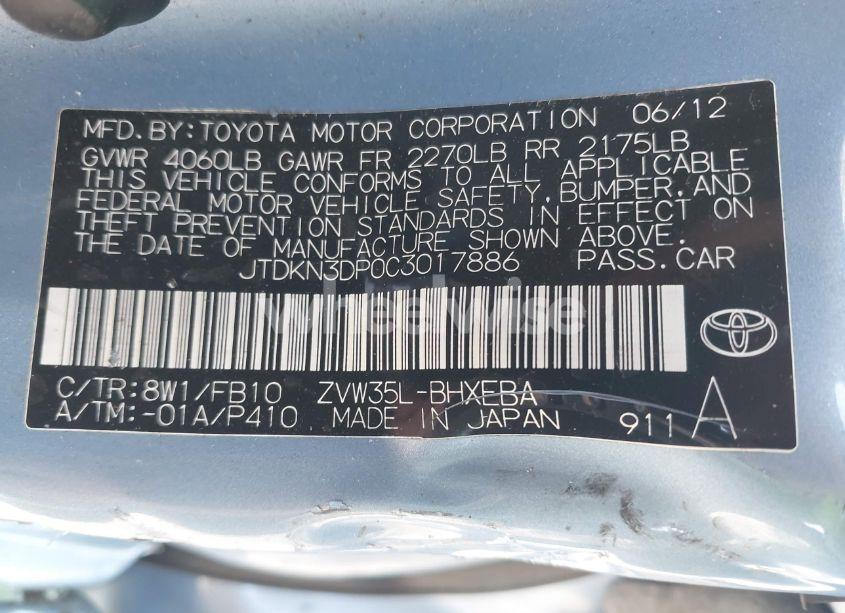 MFD. BY: TOYOTA MOTOR CORPORATION 06/12
GVWR 4060LB GAWR FR 2270LB RR 2175LB
THIS VEHICLE CONFORMS TO ALL APPLICABLE
FEDERAL MOTOR VEHICLE SAFETY, BUMPER, AND
THEFT PREVENTION STANDARDS IN EFFECT ON
THE DATE OF MANUFACTURE SHOWN ABOVE.
JTDKN3DP0C3017886 PASS. CAR
wheelwise
C/TR: 8W1/FB10 ZVW35L-BHXEBA
A/TM: -01A/P410 MADE IN JAPAN 911 A